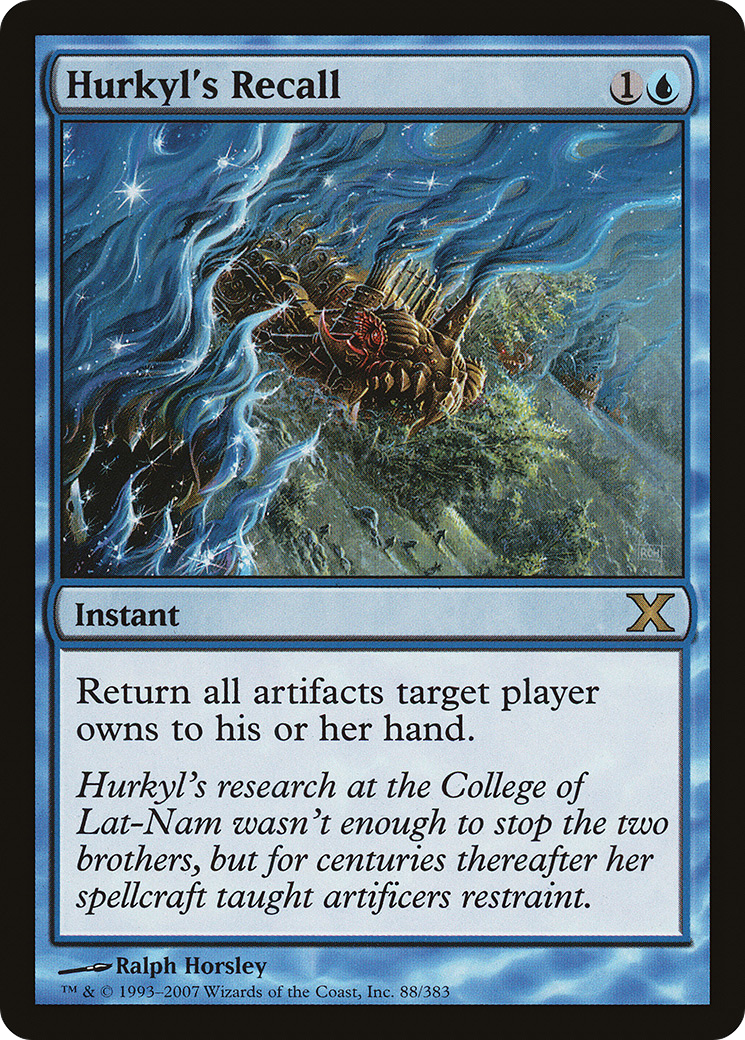 Hurkyl's Recall
1
RCH
Instant
X
Return all artifacts target player
owns to his or her hand.
Hurkyl's research at the College of
Lat-Nam wasn't enough to stop the two
brothers, but for centuries thereafter her
spellcraft taught artificers restraint.
Ralph Horsley
™ & © 1993–2007 Wizards of the Coast, Inc. 88/383